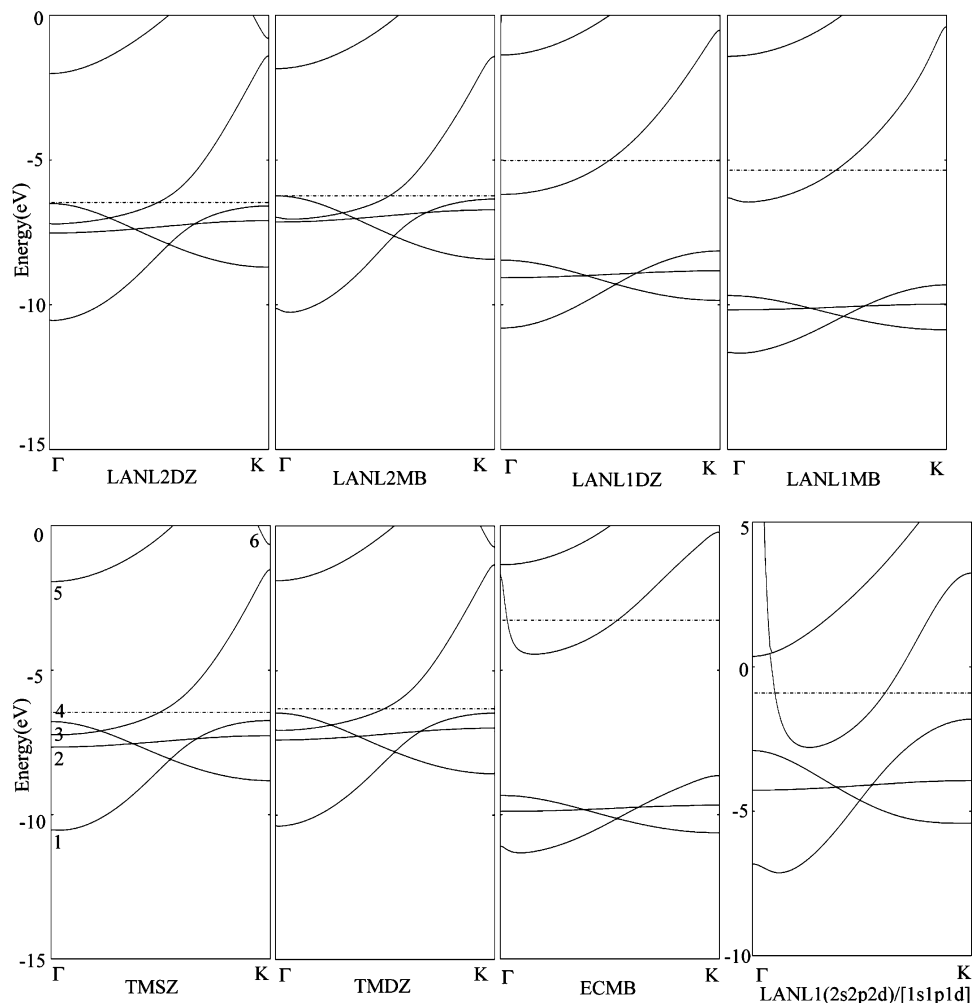 0
-5
-10
-15
Energy(eV)
Γ K
LANL2DZ
Γ K
LANL2MB
Γ K
LANL1DZ
Γ K
LANL1MB
0
-5
-10
-15
Energy(eV)
6
5
4
3
2
1
Γ K
TMSZ
Γ K
TMDZ
Γ K
ECMB
5
0
-5
-10
Γ K
LANL1(2s2p2d)/[1s1p1d]